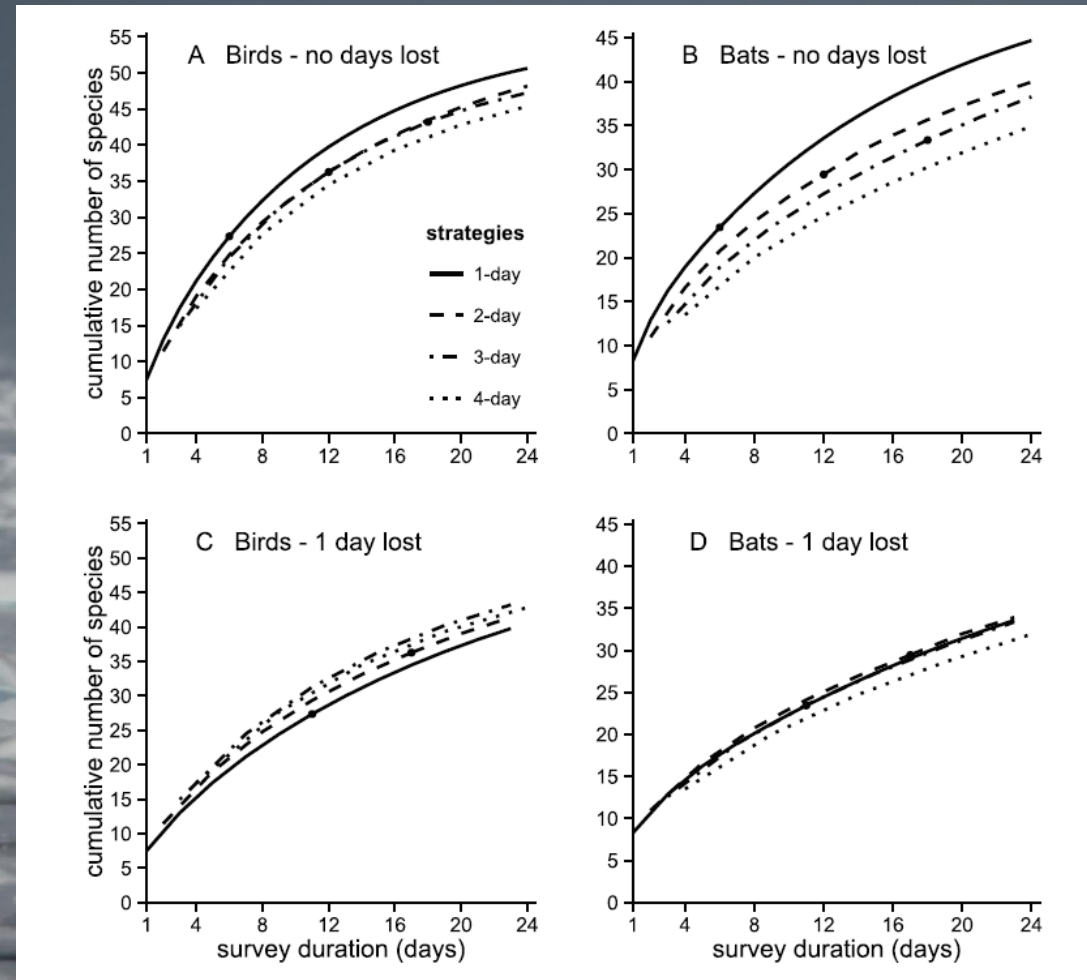 A Birds - no days lost
cumulative number of species
55
50
45
40
35
30
25
20
15
10
5
0
1 4 8 12 16 20 24
strategies
1-day
2-day
3-day
4-day
B Bats - no days lost
45
40
35
30
25
20
15
10
5
0
1 4 8 12 16 20 24
C Birds - 1 day lost
cumulative number of species
55
50
45
40
35
30
25
20
15
10
5
0
1 4 8 12 16 20 24
survey duration (days)
D Bats - 1 day lost
45
40
35
30
25
20
15
10
5
0
1 4 8 12 16 20 24
survey duration (days)